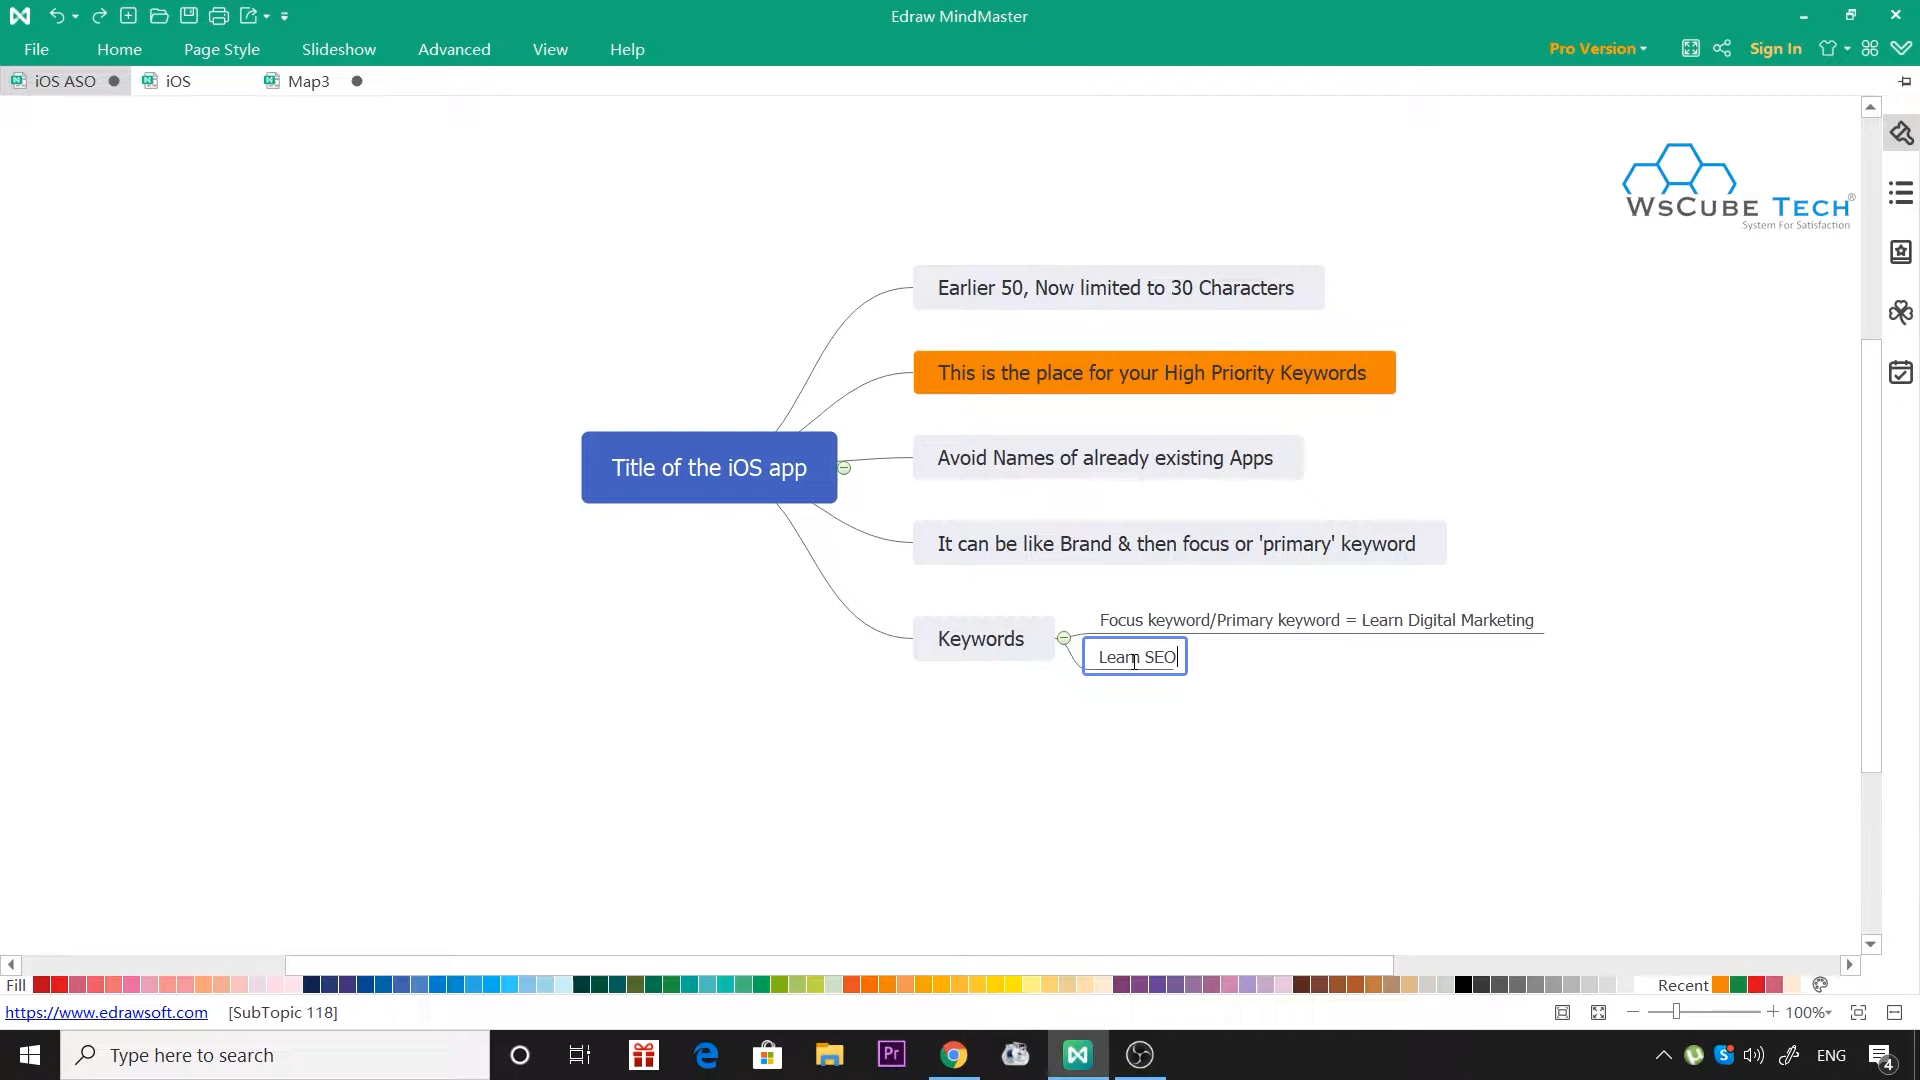 Edraw MindMaster
File Home Page Style Slideshow Advanced View Help Pro Version Sign In
iOS ASO iOS Map3
WSCUBE TECH®
System For Satisfaction
Earlier 50, Now limited to 30 Characters
This is the place for your High Priority Keywords
Title of the iOS app
Avoid Names of already existing Apps
It can be like Brand & then focus or 'primary' keyword
Keywords
Focus keyword/Primary keyword = Learn Digital Marketing
Learn SEO
Fill Recent
https://www.edrawsoft.com [SubTopic 118] 100%
Type here to search Pr S ENG 4